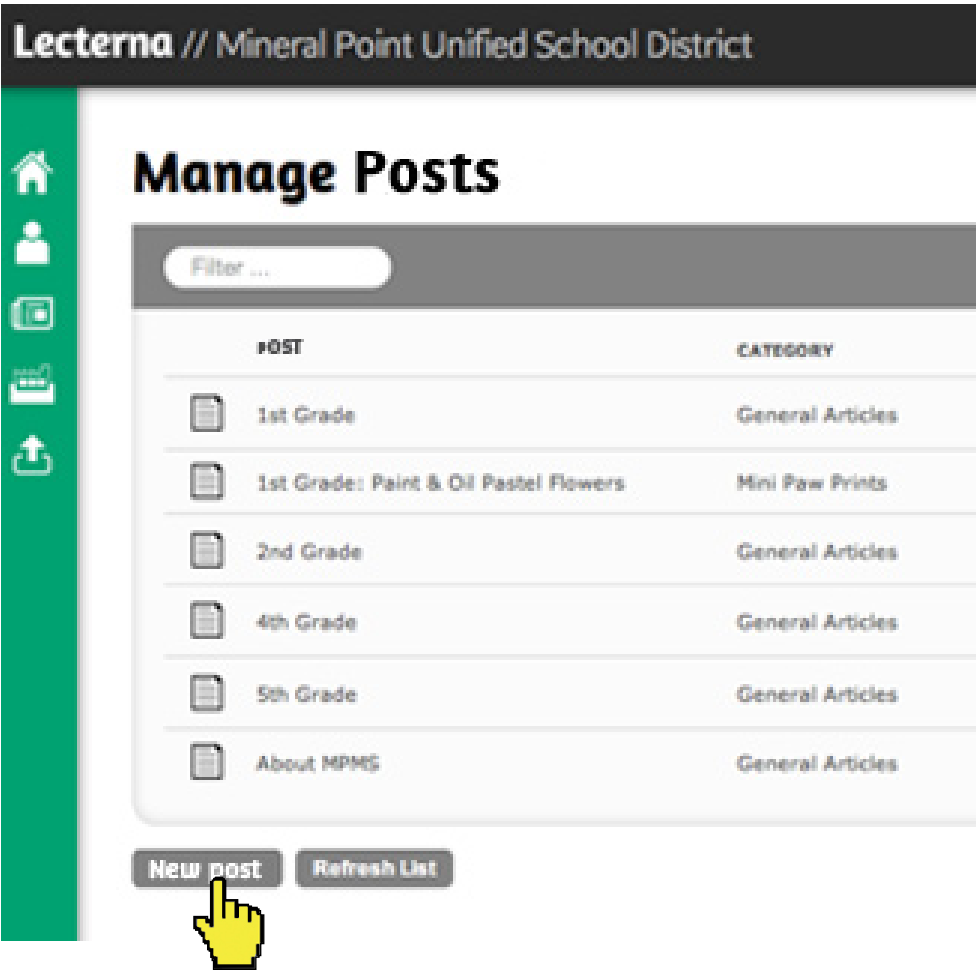 Lecterna // Mineral Point Unified School District
Manage Posts
Filter ...
POST CATEGORY
1st Grade General Articles
1st Grade: Paint & Oil Pastel Flowers Mini Paw Prints
2nd Grade General Articles
4th Grade General Articles
5th Grade General Articles
About MPMS General Articles
New post Refresh List